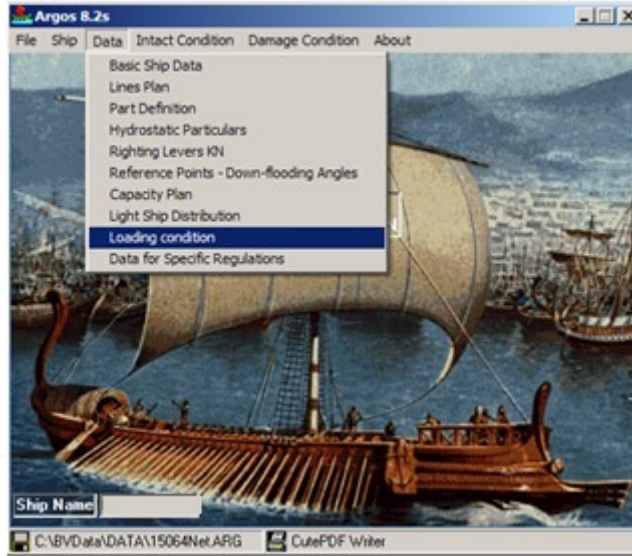 Argos 8.2s
File Ship Data Intact Condition Damage Condition About
Basic Ship Data
Lines Plan
Part Definition
Hydrostatic Particulars
Righting Levers KN
Reference Points - Down-flooding Angles
Capacity Plan
Light Ship Distribution
Loading condition
Data for Specific Regulations
Ship Name
C:\BVData\DATA\15064Net.ARG CutePDF Writer